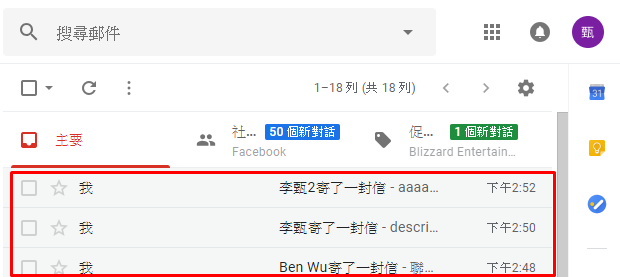 搜尋郵件
甄
1–18 列 (共 18 列)
31
主要
社... 50 個新對話
Facebook
促... 1 個新對話
Blizzard Entertain...
我 李甄2寄了一封信 - aaaa... 下午2:52
我 李甄寄了一封信 - descri... 下午2:50
我 Ben Wu寄了一封信 - 聯... 下午2:48